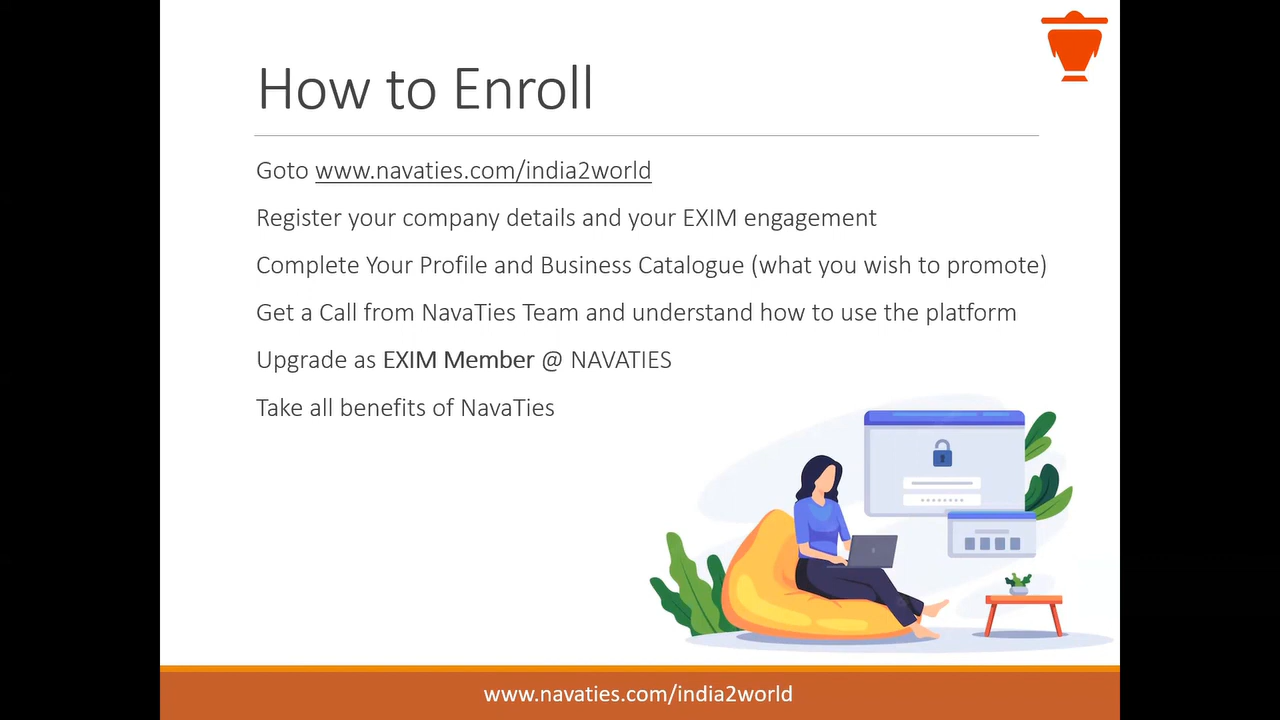 How to Enroll
Goto www.navaties.com/india2world
Register your company details and your EXIM engagement
Complete Your Profile and Business Catalogue (what you wish to promote)
Get a Call from NavaTies Team and understand how to use the platform
Upgrade as EXIM Member @ NAVATIES
Take all benefits of NavaTies
www.navaties.com/india2world